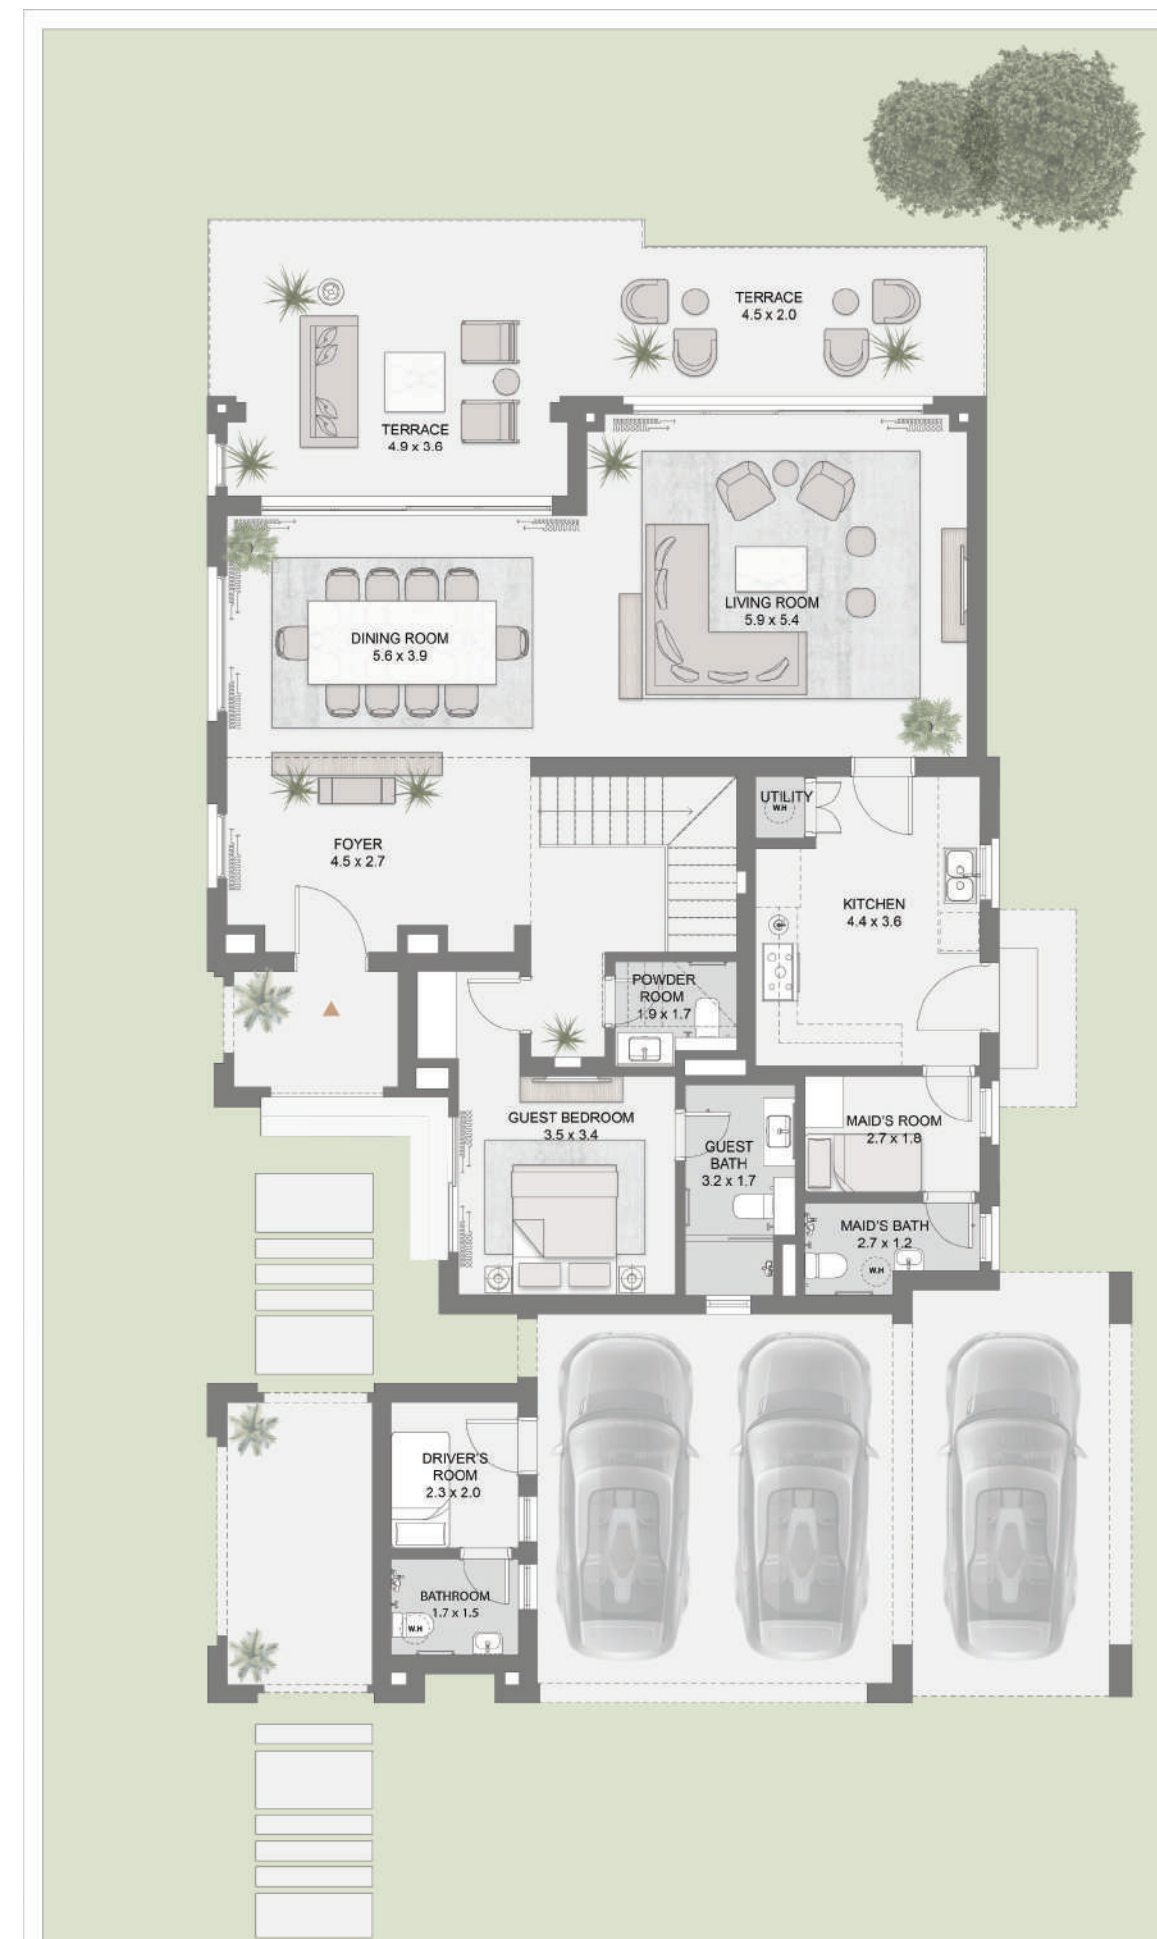 TERRACE
4.5 x 2.0
TERRACE
4.9 x 3.6
LIVING ROOM
5.9 x 5.4
DINING ROOM
5.6 x 3.9
UTILITY
W.H
FOYER
4.5 x 2.7
KITCHEN
4.4 x 3.6
POWDER
ROOM
1.9 x 1.7
GUEST BEDROOM
3.5 x 3.4
GUEST
BATH
3.2 x 1.7
MAID'S ROOM
2.7 x 1.8
MAID'S BATH
2.7 x 1.2
W.H
DRIVER'S
ROOM
2.3 x 2.0
BATHROOM
1.7 x 1.5
W.H